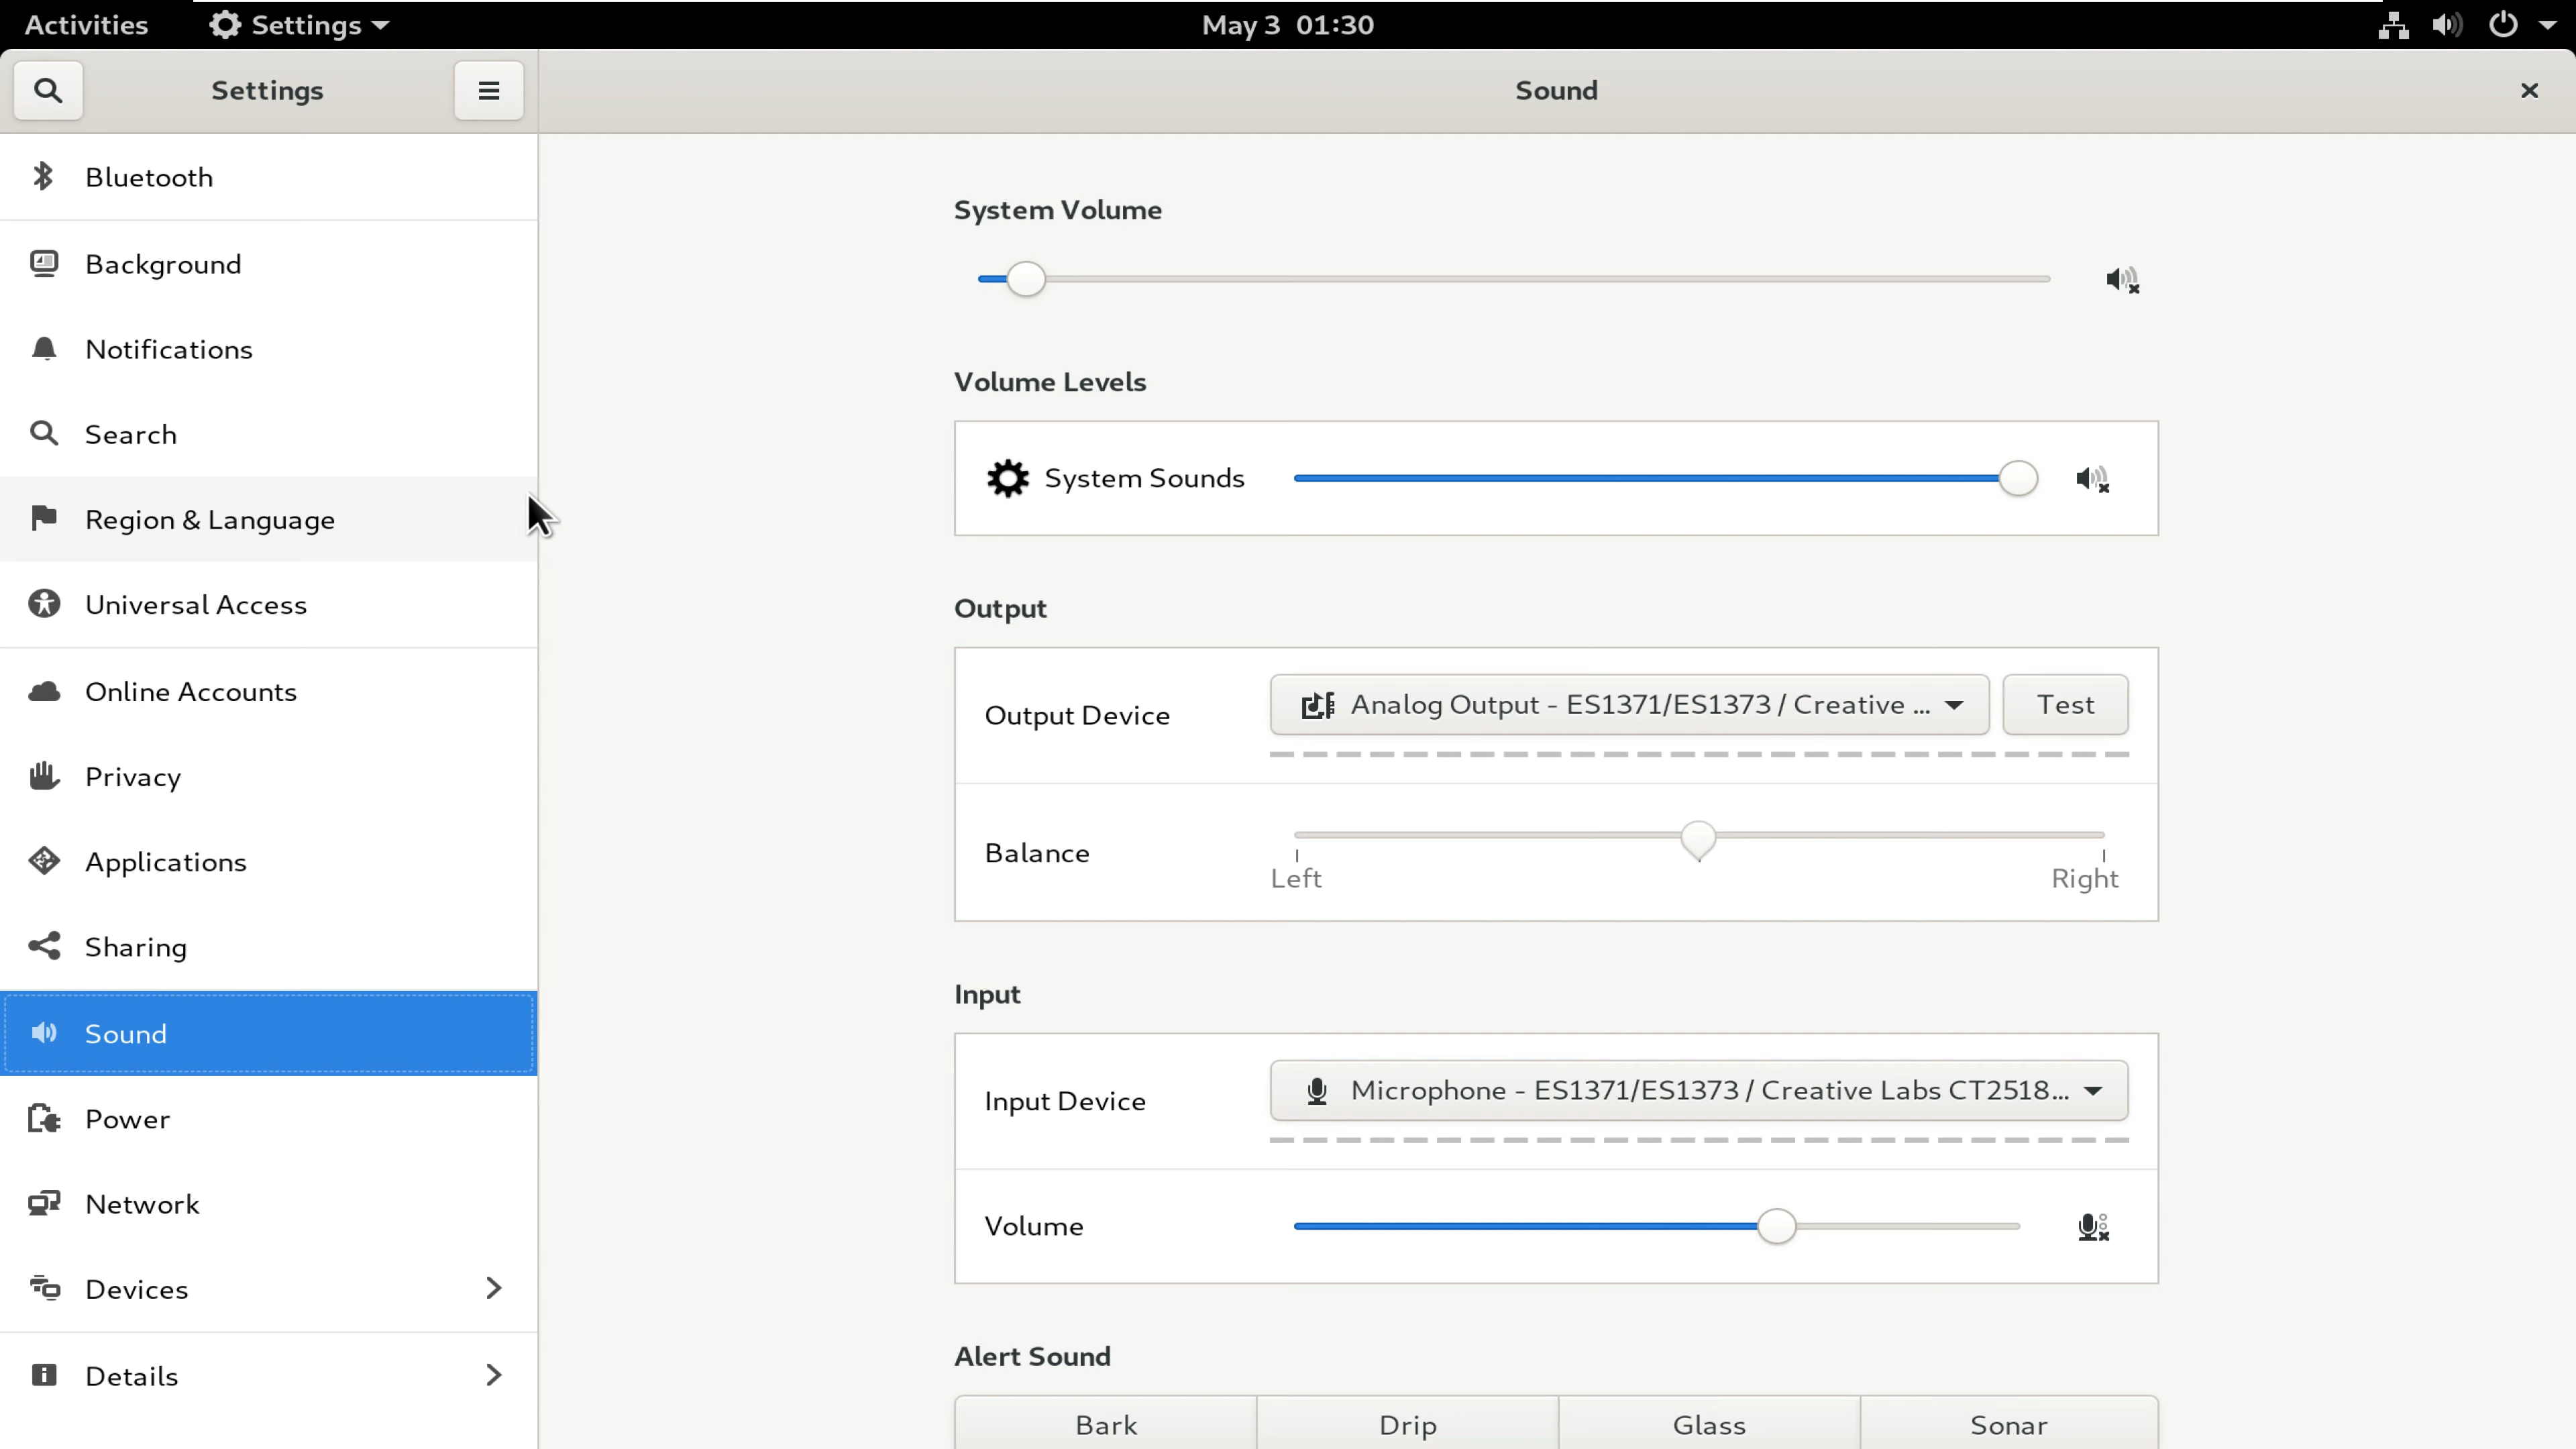 Activities
Settings
May 3 01:30
Settings
Sound
Bluetooth
Background
Notifications
Search
Region & Language
Universal Access
Online Accounts
Privacy
Applications
Sharing
Sound
Power
Network
Devices
Details
System Volume
Volume Levels
System Sounds
Output
Output Device
Analog Output - ES1371/ES1373 / Creative ...
Test
Balance
Left
Right
Input
Input Device
Microphone - ES1371/ES1373 / Creative Labs CT2518...
Volume
Alert Sound
Bark
Drip
Glass
Sonar